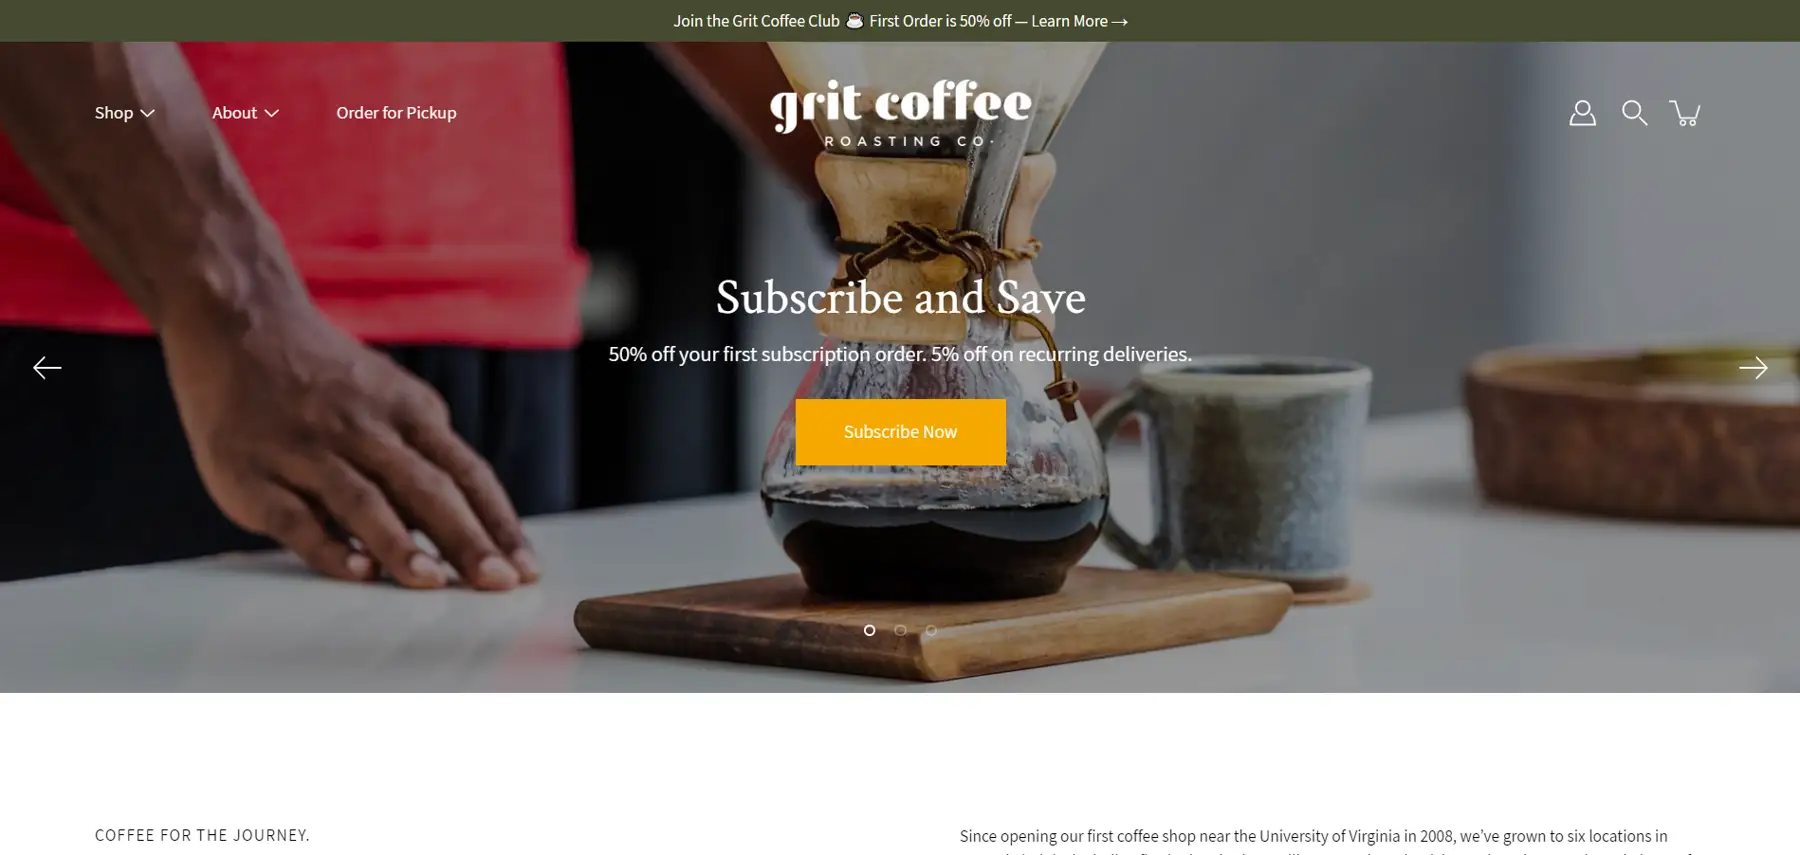 Join the Grit Coffee Club ☕ First Order is 50% off — Learn More →
Shop
About
Order for Pickup
grit coffee
ROASTING CO.
Subscribe and Save
50% off your first subscription order. 5% off on recurring deliveries.
Subscribe Now
COFFEE FOR THE JOURNEY.
Since opening our first coffee shop near the University of Virginia in 2008, we've grown to six locations in